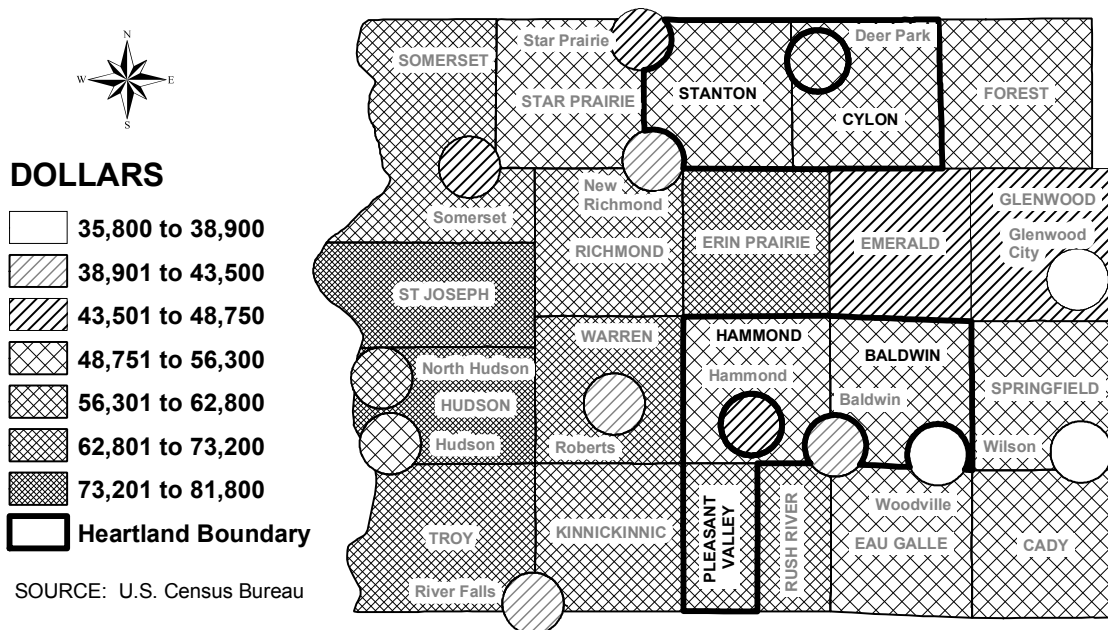 N
W E
S
DOLLARS
35,800 to 38,900
38,901 to 43,500
43,501 to 48,750
48,751 to 56,300
56,301 to 62,800
62,801 to 73,200
73,201 to 81,800
Heartland Boundary
SOURCE: U.S. Census Bureau
SOMERSET
Star Prairie
STAR PRAIRIE
STANTON
Deer Park
CYLON
FOREST
Somerset
New
Richmond
RICHMOND
ERIN PRAIRIE
EMERALD
GLENWOOD
Glenwood
City
ST JOSEPH
WARREN
HAMMOND
Hammond
BALDWIN
Baldwin
SPRINGFIELD
North Hudson
HUDSON
Hudson
Roberts
Wilson
Woodville
TROY
KINNICKINNIC
PLEASANT
VALLEY
RUSH RIVER
EAU GALLE
CADY
River Falls